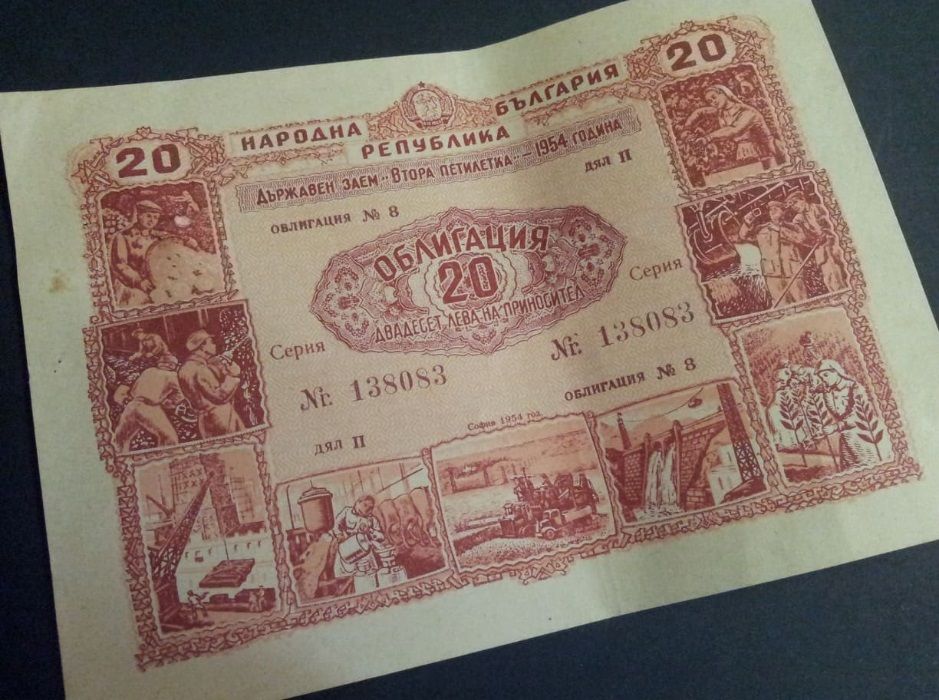 20
НАРОДНА
РЕПУБЛИКА
БЪЛГАРИЯ
20
ДЪРЖАВЕН ЗАЕМ „ВТОРА ПЕТИЛЕТКА“ - 1954 ГОДИНА
ОБЛИГАЦИЯ № 8
ДЯЛ II
ОБЛИГАЦИЯ
20
ДВАДЕСЕТ ЛЕВА НА ПРИНОСИТЕЛ
Серия
№ 138083
Серия
№ 138083
ДЯЛ II
София 1954 год.
ОБЛИГАЦИЯ № 8